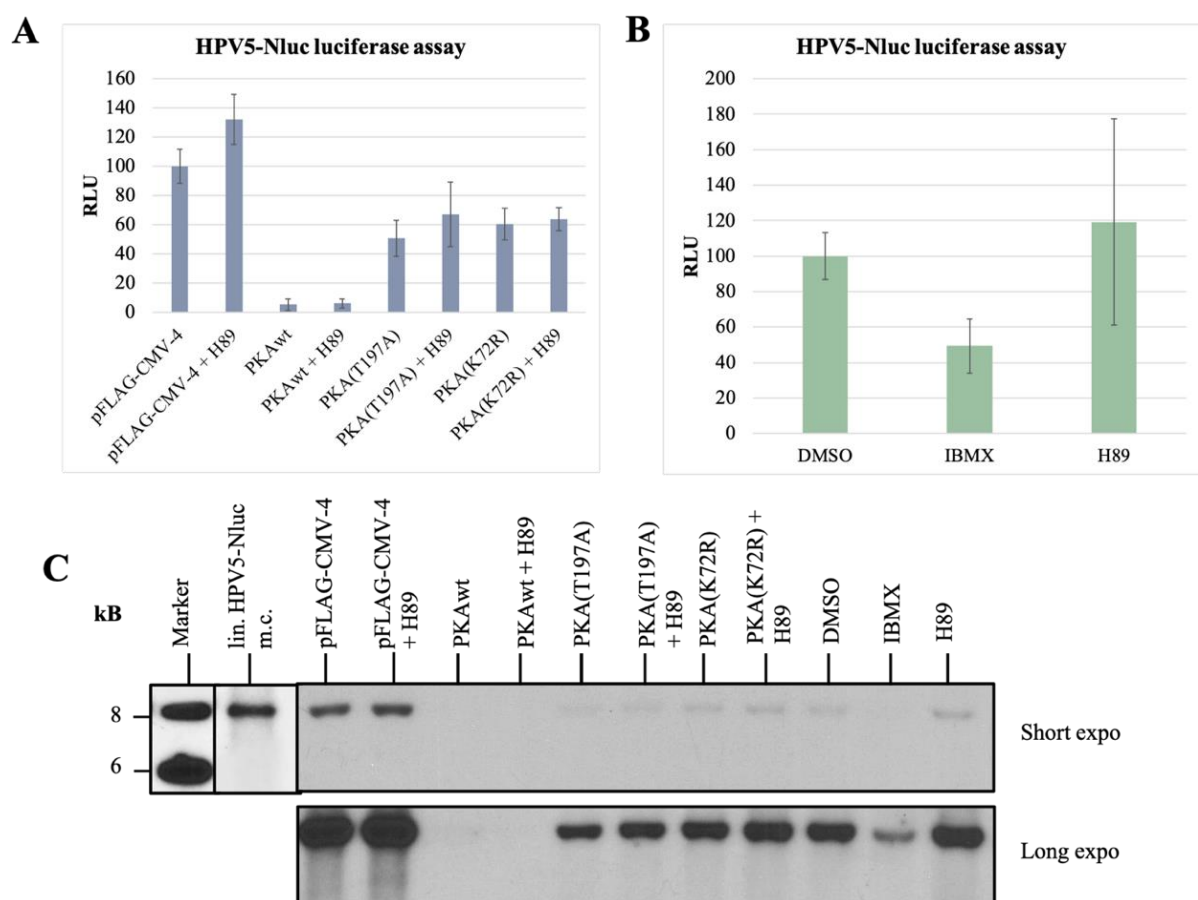 A
HPV5-Nluc luciferase assay
160
140
120
100
80
60
40
20
0
RLU
pFLAG-CMV-4
pFLAG-CMV-4 + H89
PKAwt
PKAwt + H89
PKA(T197A)
PKA(T197A) + H89
PKA(K72R)
PKA(K72R) + H89
B
HPV5-Nluc luciferase assay
200
180
160
140
120
100
80
60
40
20
0
RLU
DMSO
IBMX
H89
C
kB
Marker
lin. HPV5-Nluc
m.c.
pFLAG-CMV-4
pFLAG-CMV-4
+ H89
PKAwt
PKAwt + H89
PKA(T197A)
PKA(T197A)
+ H89
PKA(K72R)
PKA(K72R) +
H89
DMSO
IBMX
H89
8
6
Short expo
Long expo